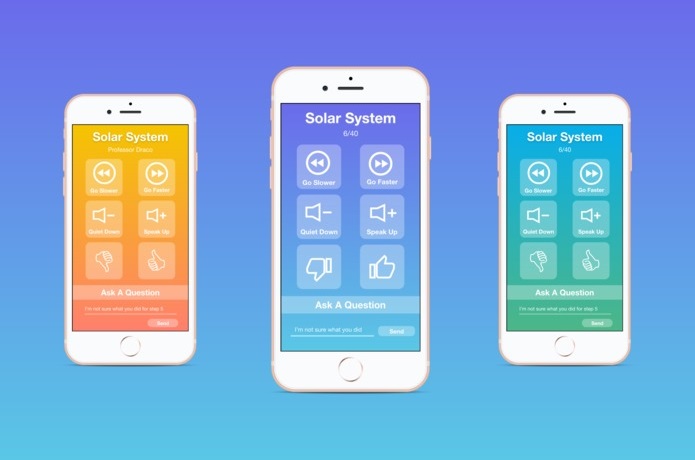 Solar System
Professor Draco
Go Slower Go Faster
Quiet Down Speak Up
Ask A Question
I'm not sure what you did for step 3
Send
Solar System
6/40
Go Slower Go Faster
Quiet Down Speak Up
Ask A Question
I'm not sure what you did
Send
Solar System
6/40
Go Slower Go Faster
Quiet Down Speak Up
Ask A Question
I'm not sure what you did for step 3
Send